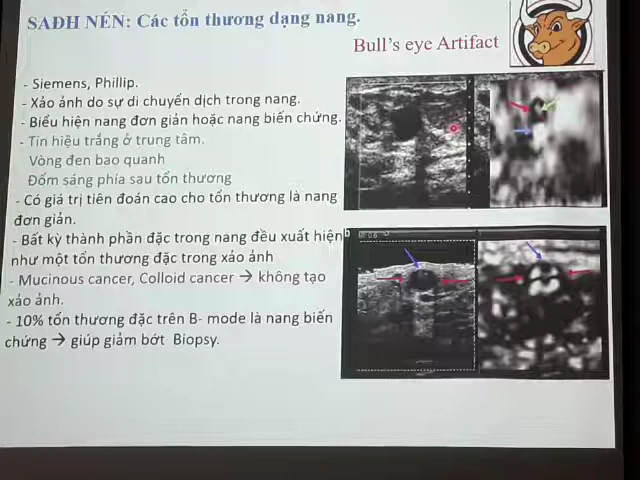 SAĐH NÉN: Các tổn thương dạng nang.
Bull's eye Artifact
- Siemens, Phillip.
- Xảo ảnh do sự di chuyển dịch trong nang.
- Biểu hiện nang đơn giản hoặc nang biến chứng.
- Tín hiệu trắng ở trung tâm.
Vòng đen bao quanh
Đốm sáng phía sau tổn thương
- Có giá trị tiên đoán cao cho tổn thương là nang
đơn giản.
- Bất kỳ thành phần đặc trong nang đều xuất hiện
như một tổn thương đặc trong xảo ảnh
- Mucinous cancer, Colloid cancer → không tạo
xảo ảnh.
- 10% tổn thương đặc trên B- mode là nang biến
chứng → giúp giảm bớt Biopsy.
b